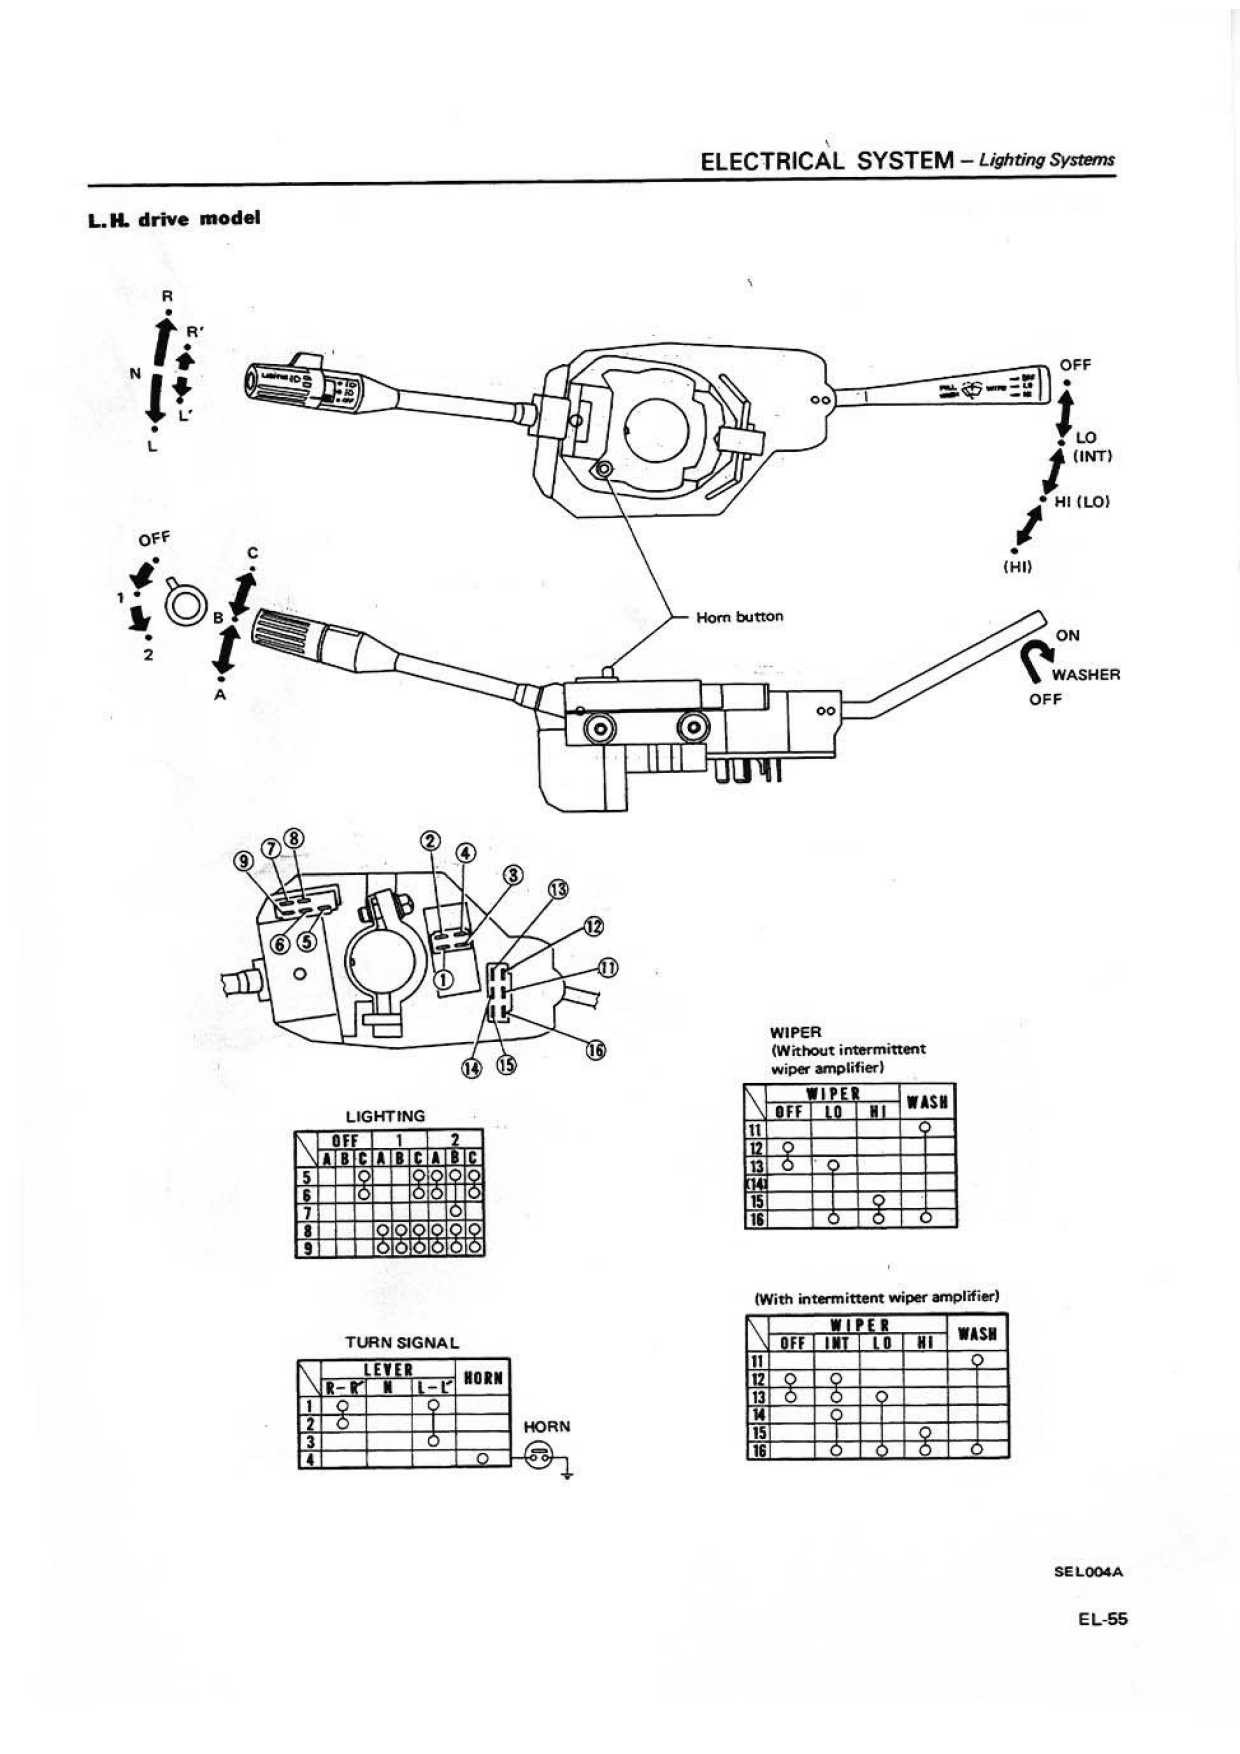 ELECTRICAL SYSTEM – Lighting Systems
L.H. drive model
R
R'
N
L'
L
OFF
LO
(INT)
HI (LO)
(HI)
OFF
1
2
C
B
A
Horn button
ON
WASHER
OFF
9 7 8 2 4 3 13 12 11
6 5 1
14 15 16
LIGHTING
OFF 1 2
A B C A B C A B C
5
6
7
8
9
TURN SIGNAL
LEVER HORN
R–R' N L–L'
1
2
3
4
HORN
WIPER
(Without intermittent
wiper amplifier)
WIPER WASH
OFF LO HI
11
12
13
(14)
15
16
(With intermittent wiper amplifier)
WIPER WASH
OFF INT LO HI
11
12
13
14
15
16
SEL004A
EL-55